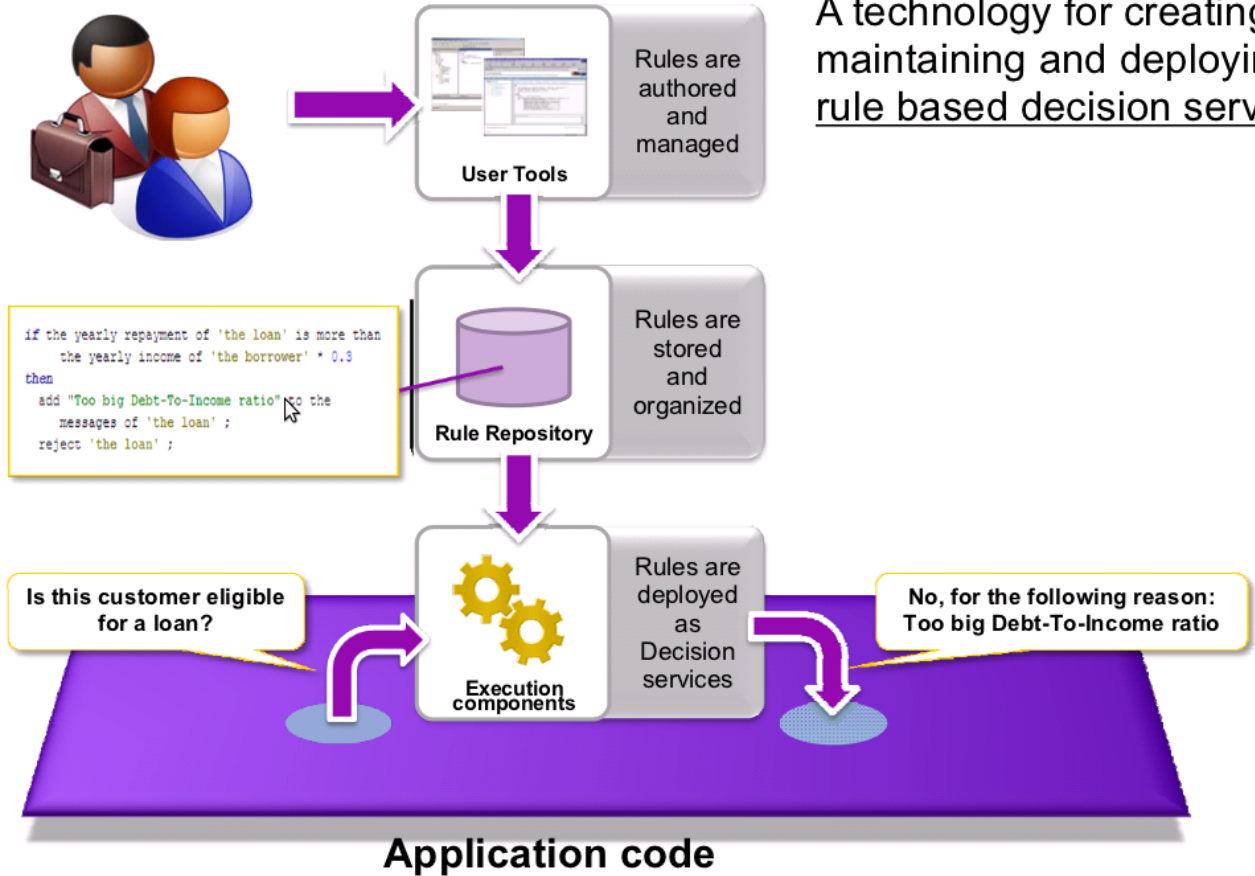 A technology for creating
maintaining and deployin
rule based decision serv
Rules are
authored
and
managed
User Tools
Rules are
stored
and
organized
Rule Repository
if the yearly repayment of 'the loan' is more than
the yearly income of 'the borrower' * 0.3
then
add "Too big Debt-To-Income ratio" to the
messages of 'the loan' ;
reject 'the loan' ;
Rules are
deployed
as
Decision
services
Execution
components
Is this customer eligible
for a loan?
No, for the following reason:
Too big Debt-To-Income ratio
Application code